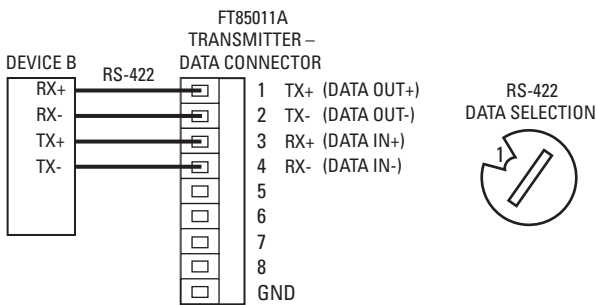 FT85011A
TRANSMITTER –
DATA CONNECTOR
DEVICE B
RS-422
RX+
RX-
TX+
TX-
1 TX+ (DATA OUT+)
2 TX- (DATA OUT-)
3 RX+ (DATA IN+)
4 RX- (DATA IN-)
5
6
7
8
GND
RS-422
DATA SELECTION
1